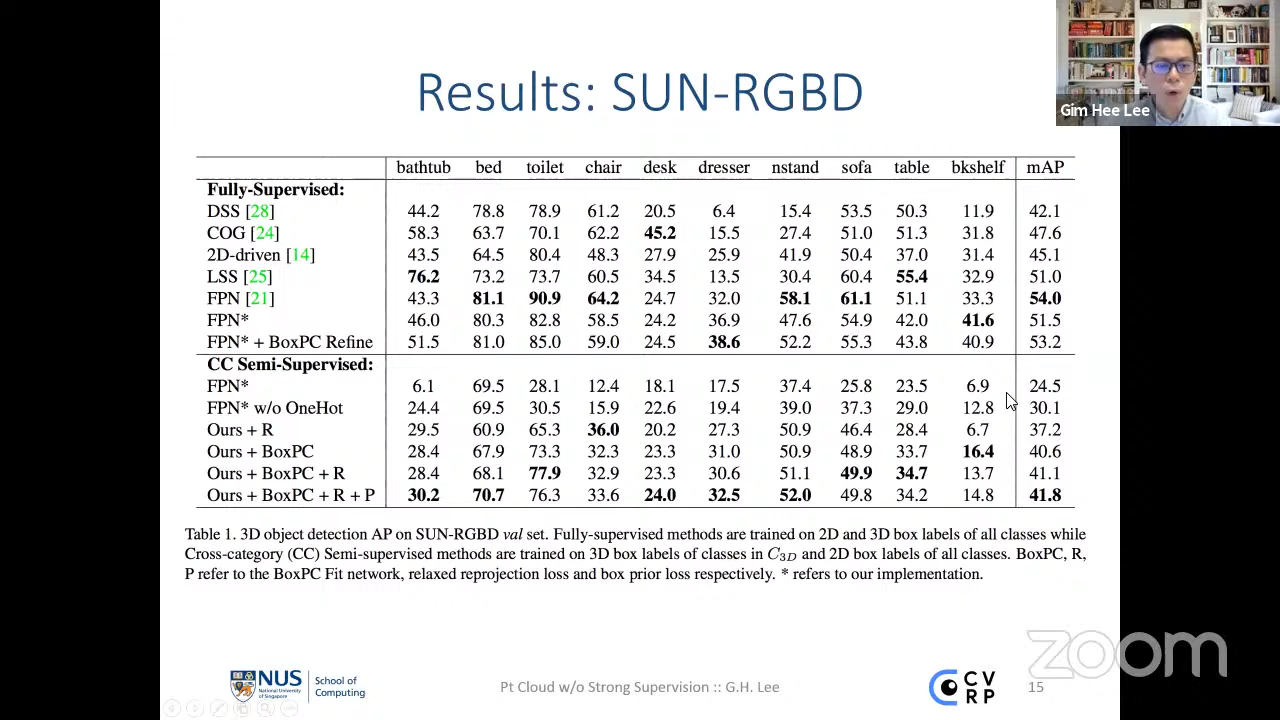 Gim Hee Lee
Results: SUN-RGBD
bathtub bed toilet chair desk dresser nstand sofa table bkshelf mAP
Fully-Supervised:
DSS [28] 44.2 78.8 78.9 61.2 20.5 6.4 15.4 53.5 50.3 11.9 42.1
COG [24] 58.3 63.7 70.1 62.2 45.2 15.5 27.4 51.0 51.3 31.8 47.6
2D-driven [14] 43.5 64.5 80.4 48.3 27.9 25.9 41.9 50.4 37.0 31.4 45.1
LSS [25] 76.2 73.2 73.7 60.5 34.5 13.5 30.4 60.4 55.4 32.9 51.0
FPN [21] 43.3 81.1 90.9 64.2 24.7 32.0 58.1 61.1 51.1 33.3 54.0
FPN* 46.0 80.3 82.8 58.5 24.2 36.9 47.6 54.9 42.0 41.6 51.5
FPN* + BoxPC Refine 51.5 81.0 85.0 59.0 24.5 38.6 52.2 55.3 43.8 40.9 53.2
CC Semi-Supervised:
FPN* 6.1 69.5 28.1 12.4 18.1 17.5 37.4 25.8 23.5 6.9 24.5
FPN* w/o OneHot 24.4 69.5 30.5 15.9 22.6 19.4 39.0 37.3 29.0 12.8 30.1
Ours + R 29.5 60.9 65.3 36.0 20.2 27.3 50.9 46.4 28.4 6.7 37.2
Ours + BoxPC 28.4 67.9 73.3 32.3 23.3 31.0 50.9 48.9 33.7 16.4 40.6
Ours + BoxPC + R 28.4 68.1 77.9 32.9 23.3 30.6 51.1 49.9 34.7 13.7 41.1
Ours + BoxPC + R + P 30.2 70.7 76.3 33.6 24.0 32.5 52.0 49.8 34.2 14.8 41.8
Table 1. 3D object detection AP on SUN-RGBD val set. Fully-supervised methods are trained on 2D and 3D box labels of all classes while
Cross-category (CC) Semi-supervised methods are trained on 3D box labels of classes in C3D and 2D box labels of all classes. BoxPC, R,
P refer to the BoxPC Fit network, relaxed reprojection loss and box prior loss respectively. * refers to our implementation.
zoom
NUS
National University
of Singapore
School of
Computing
Pt Cloud w/o Strong Supervision :: G.H. Lee
CV
RP
15